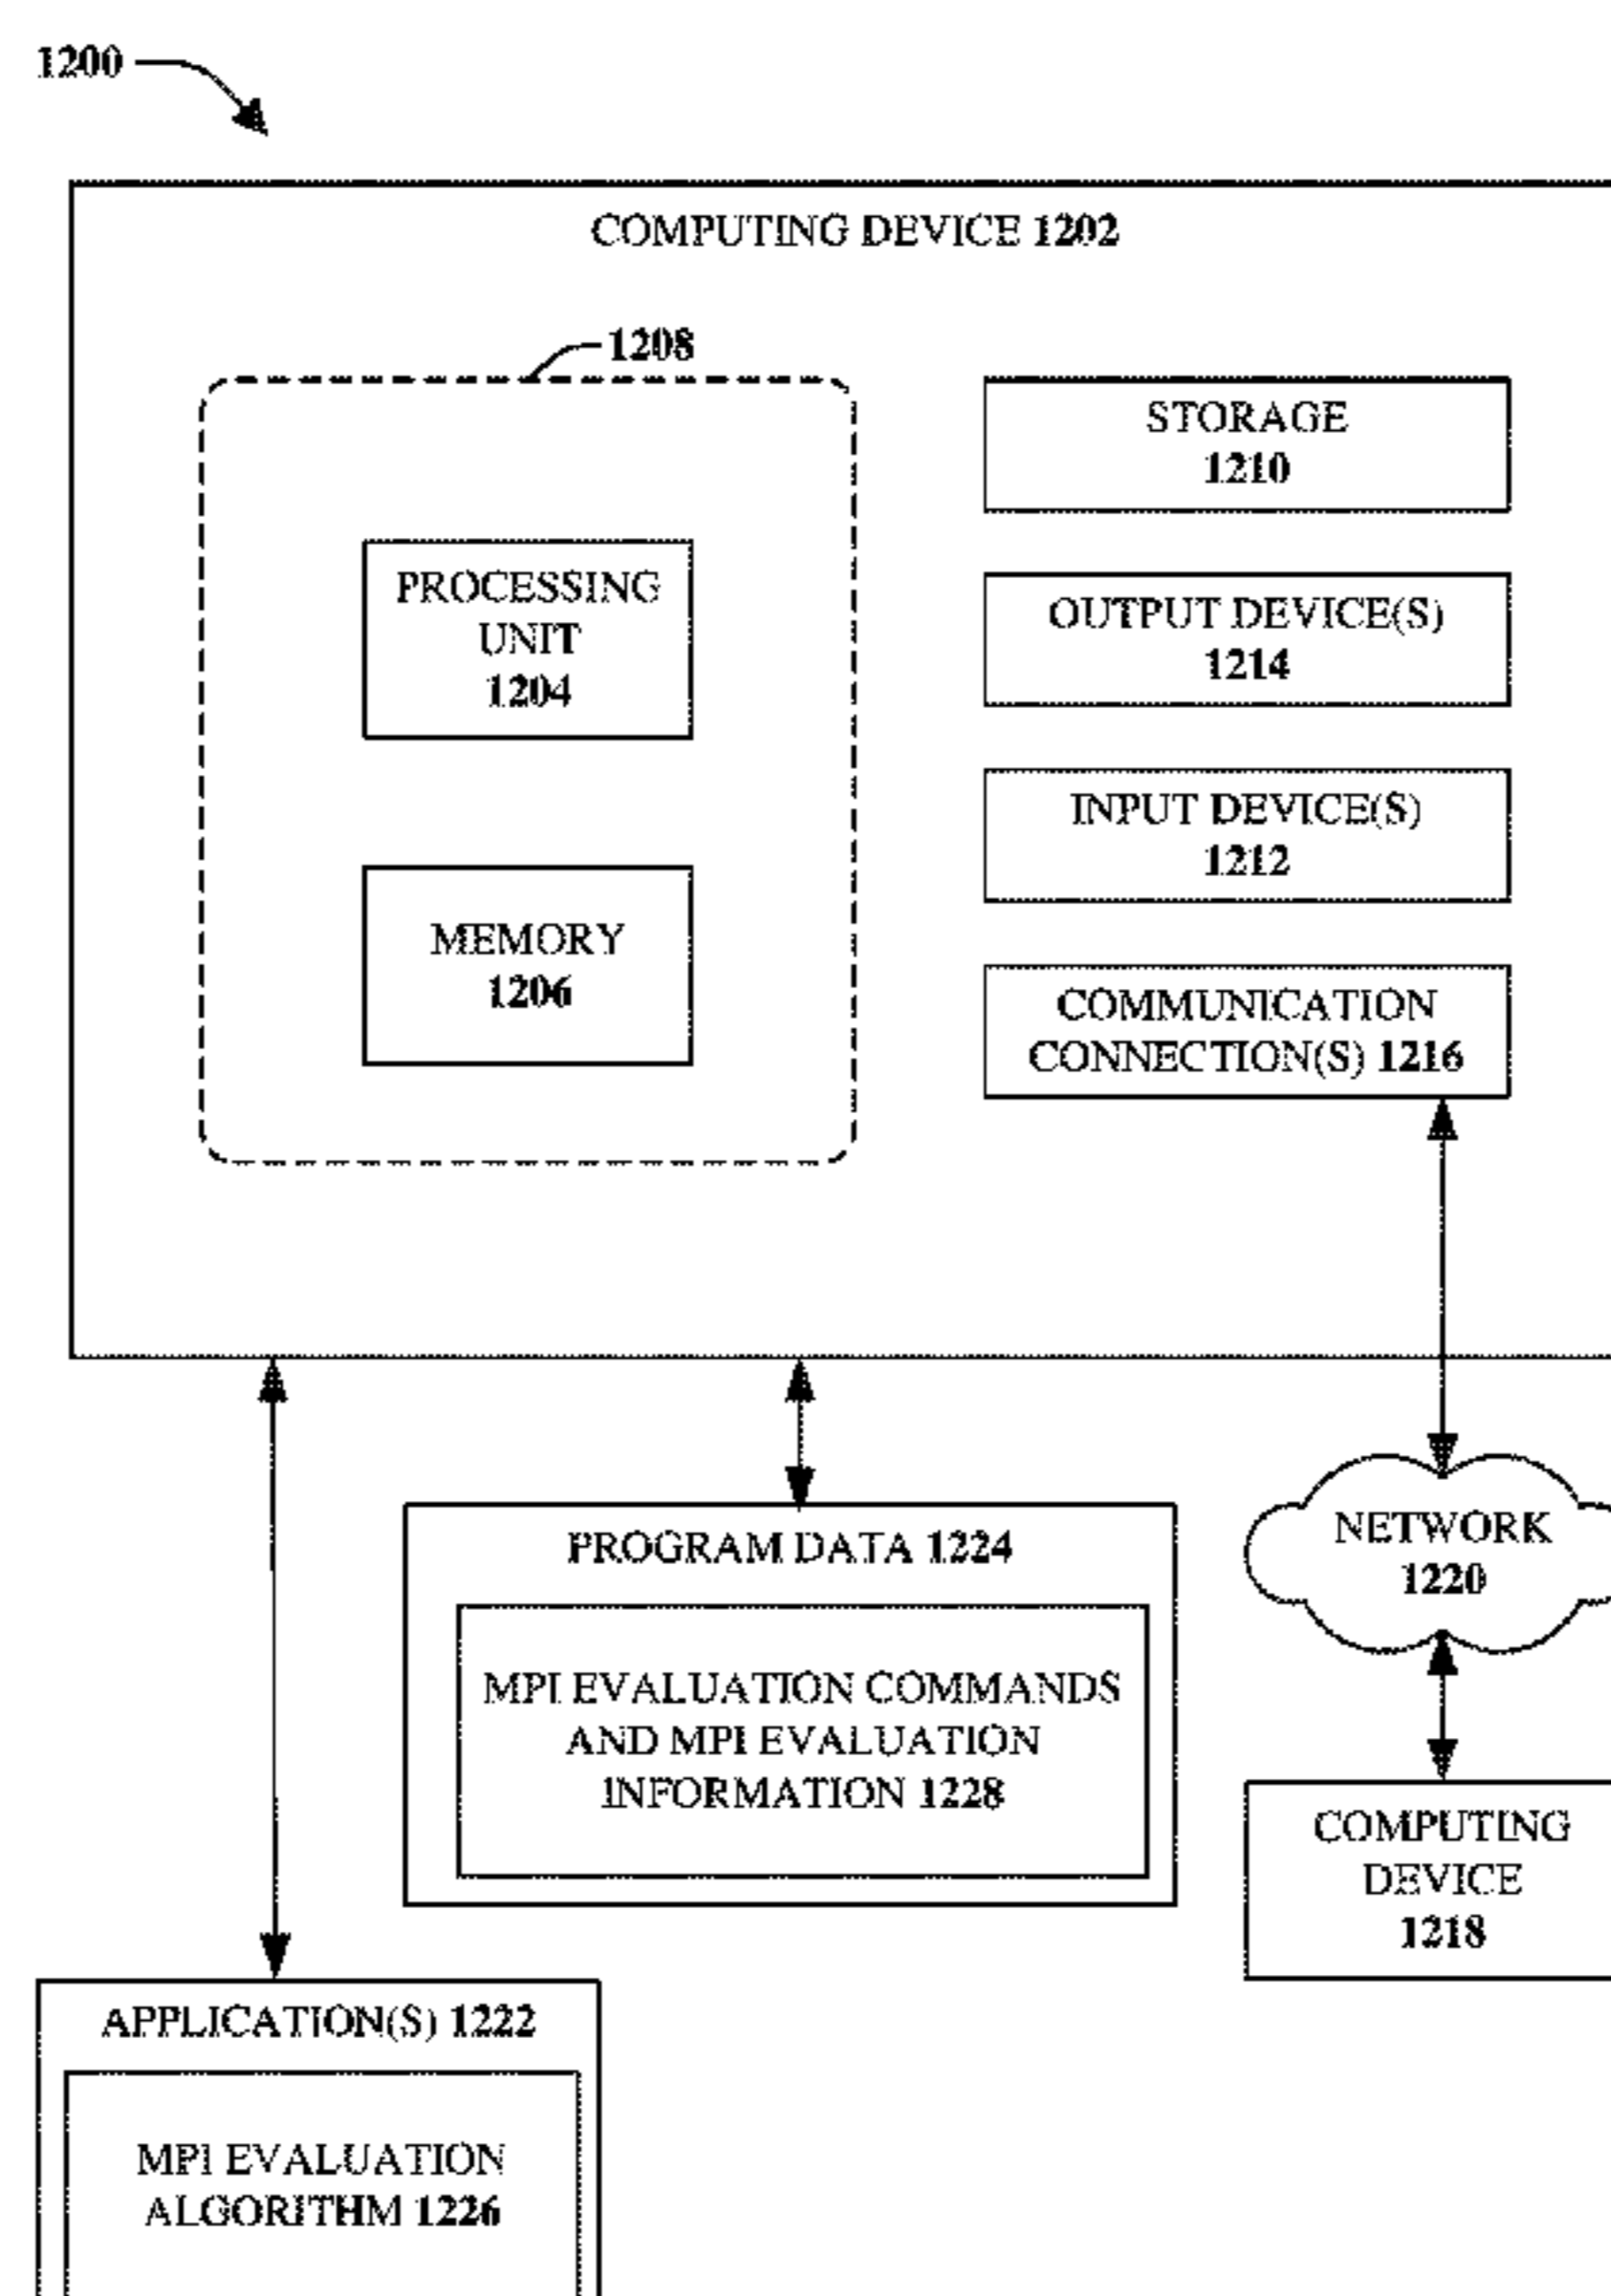 1200
COMPUTING DEVICE 1202
1208
PROCESSING
UNIT
1204
MEMORY
1206
STORAGE
1210
OUTPUT DEVICE(S)
1214
INPUT DEVICE(S)
1212
COMMUNICATION
CONNECTION(S) 1216
PROGRAM DATA 1224
MPI EVALUATION COMMANDS
AND MPI EVALUATION
INFORMATION 1228
NETWORK
1220
COMPUTING
DEVICE
1218
APPLICATION(S) 1222
MPI EVALUATION
ALGORITHM 1226